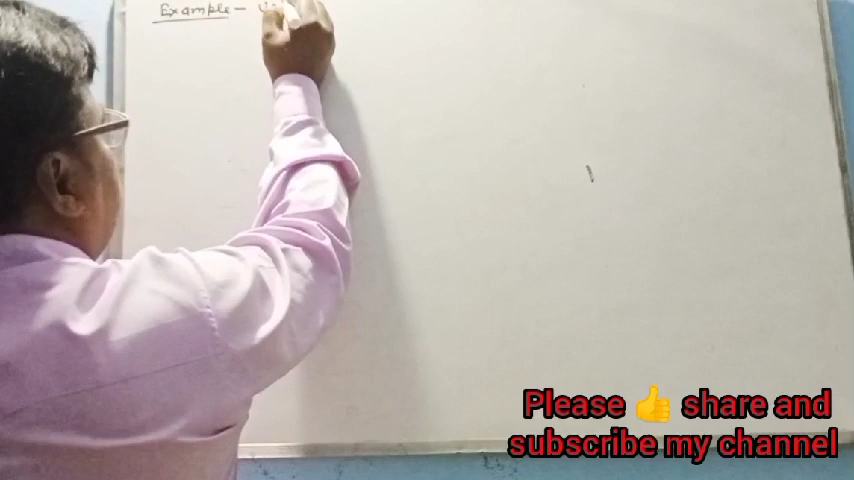 Example –
Please 👍 share and
subscribe my channel